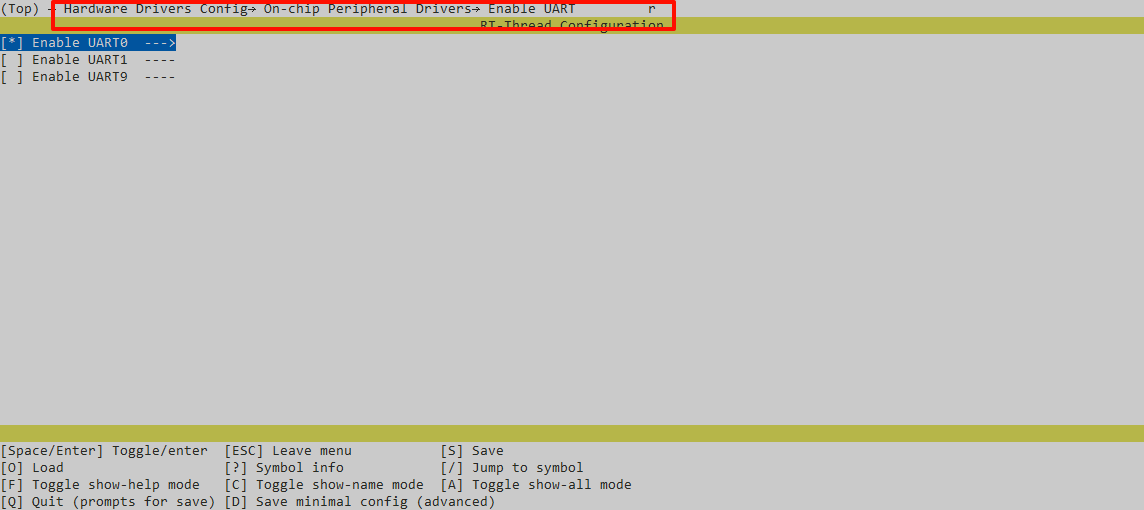 (Top) → Hardware Drivers Config→ On-chip Peripheral Drivers→ Enable UART r
RT-Thread Configuration
[*] Enable UART0 --->
[ ] Enable UART1 ----
[ ] Enable UART9 ----
[Space/Enter] Toggle/enter [ESC] Leave menu [S] Save
[O] Load [?] Symbol info [/] Jump to symbol
[F] Toggle show-help mode [C] Toggle show-name mode [A] Toggle show-all mode
[Q] Quit (prompts for save) [D] Save minimal config (advanced)